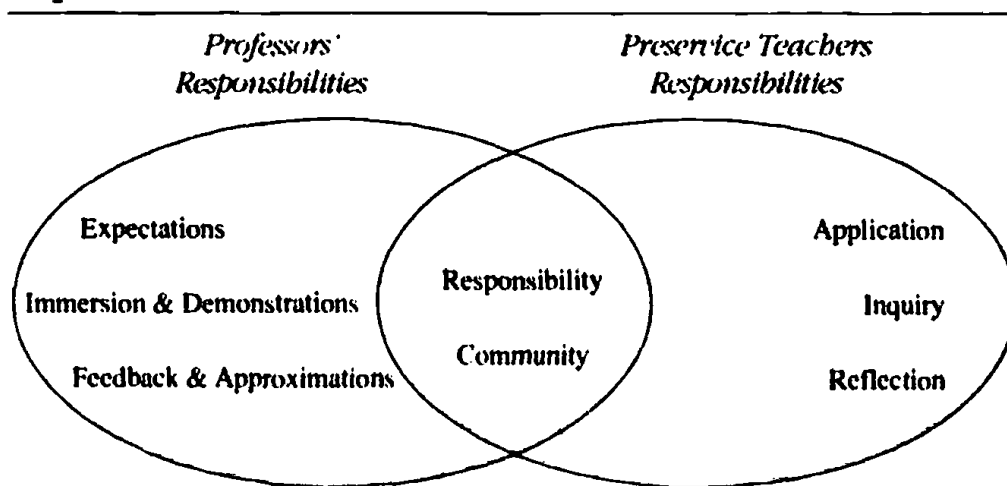 Professors' Preservice Teachers
Responsibilities Responsibilities
Expectations
Application
Immersion & Demonstrations
Responsibility
Inquiry
Community
Feedback & Approximations
Reflection